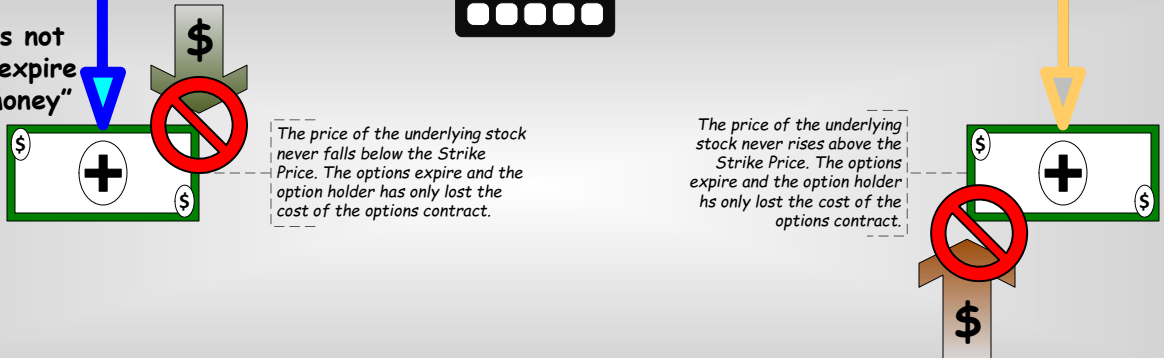 s not
expire
oney”
$
$
$
The price of the underlying stock
never falls below the Strike
Price. The options expire and the
option holder has only lost the
cost of the options contract.
The price of the underlying
stock never rises above the
Strike Price. The options
expire and the option holder
hs only lost the cost of the
options contract.
$
$
$